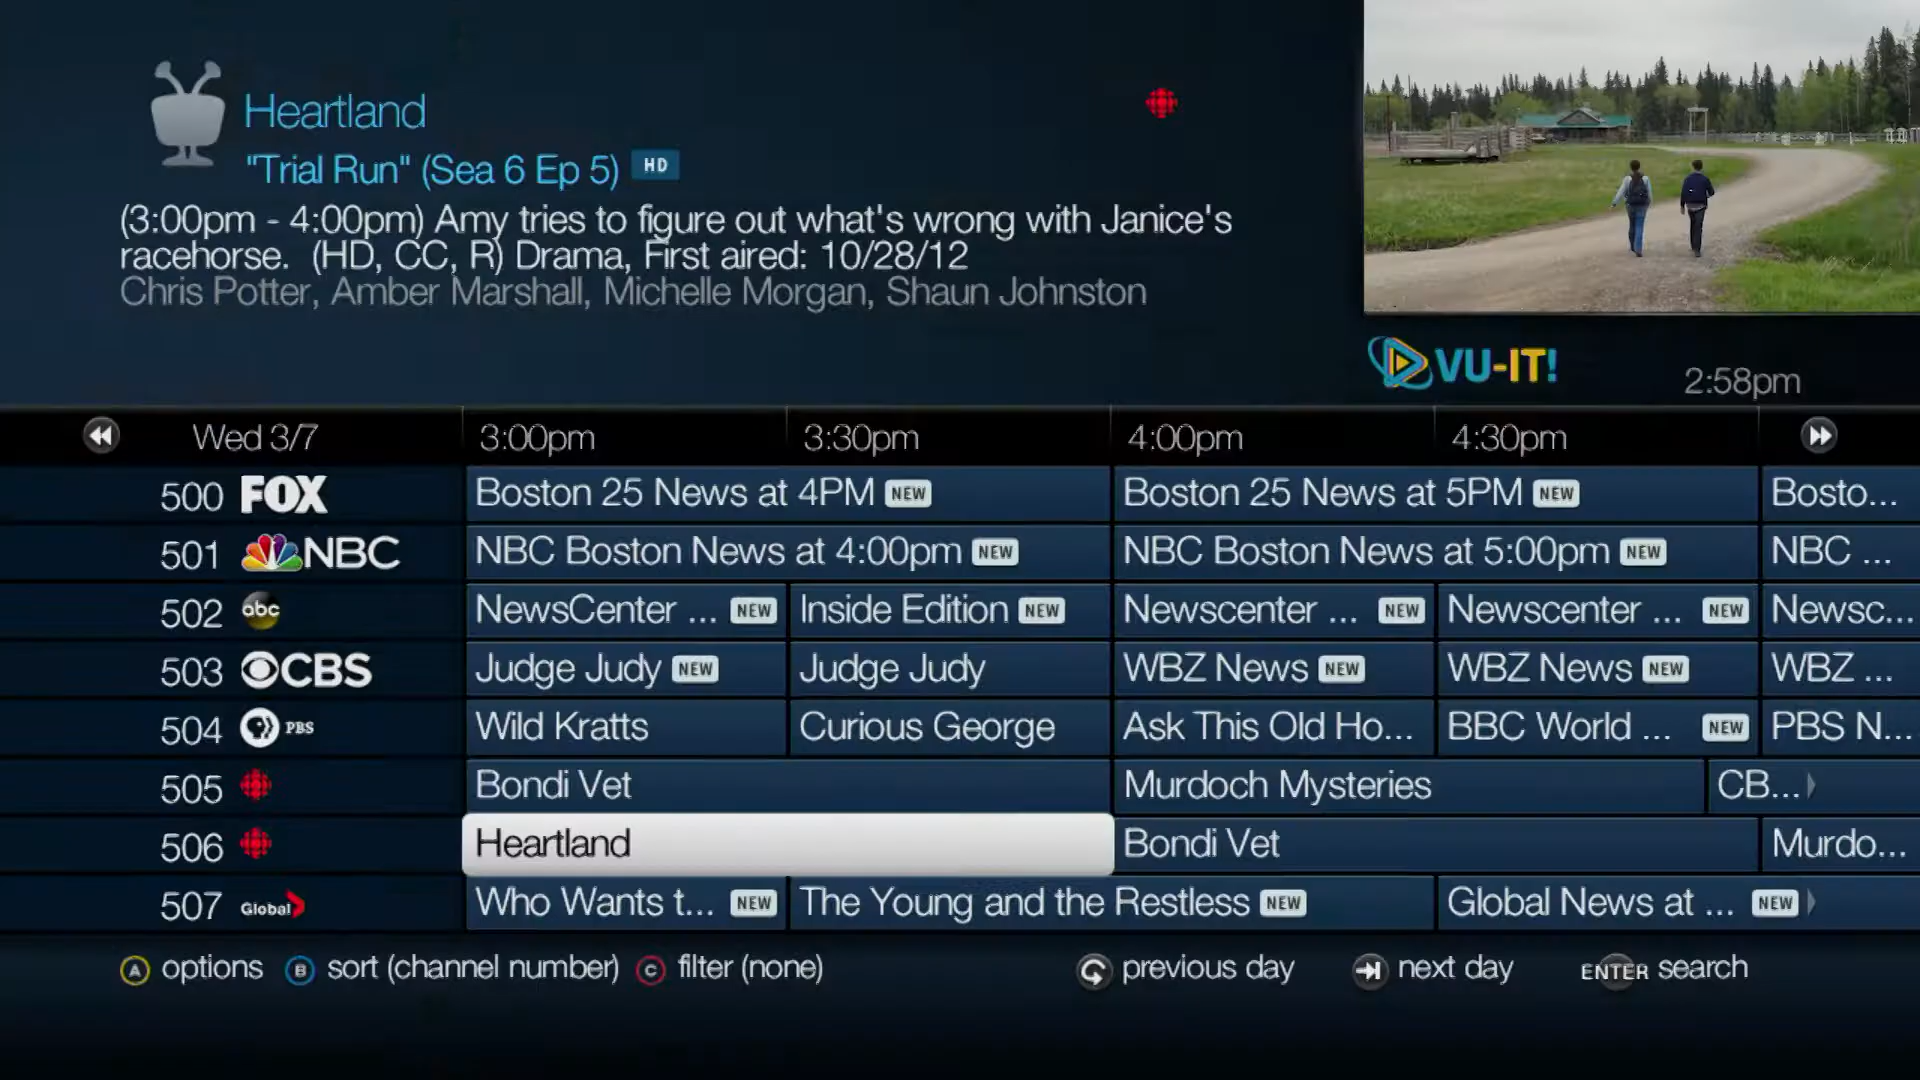 Heartland
"Trial Run" (Sea 6 Ep 5) HD
(3:00pm - 4:00pm) Amy tries to figure out what's wrong with Janice's
racehorse. (HD, CC, R) Drama, First aired: 10/28/12
Chris Potter, Amber Marshall, Michelle Morgan, Shaun Johnston
VU-IT!
2:58pm
Wed 3/7 3:00pm 3:30pm 4:00pm 4:30pm
500 FOX Boston 25 News at 4PM NEW Boston 25 News at 5PM NEW Bosto...
501 NBC NBC Boston News at 4:00pm NEW NBC Boston News at 5:00pm NEW NBC ...
502 abc NewsCenter ... NEW Inside Edition NEW Newscenter ... NEW Newscenter ... NEW Newsc...
503 CBS Judge Judy NEW Judge Judy WBZ News NEW WBZ News NEW WBZ ...
504 PBS Wild Kratts Curious George Ask This Old Ho... BBC World ... NEW PBS N...
505 Bondi Vet Murdoch Mysteries CB...
506 Heartland Bondi Vet Murdo...
507 Global Who Wants t... NEW The Young and the Restless NEW Global News at ... NEW
A options B sort (channel number) C filter (none) previous day next day ENTER search